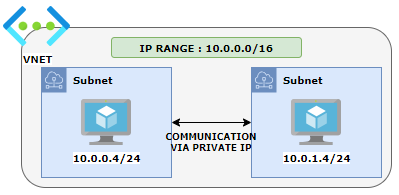 IP RANGE : 10.0.0.0/16
VNET
Subnet
Subnet
COMMUNICATION
VIA PRIVATE IP
10.0.0.4/24
10.0.1.4/24